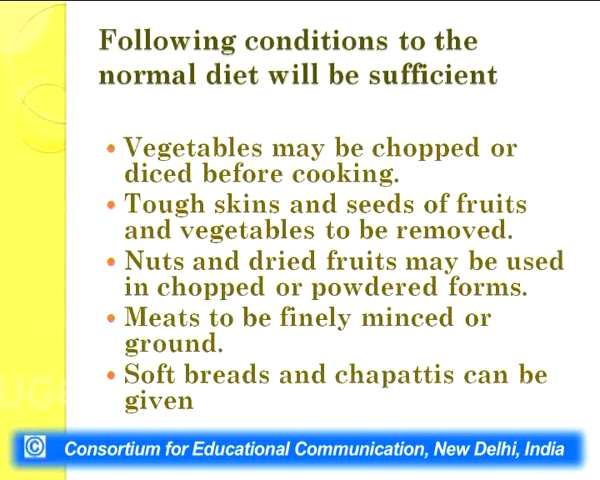 Following conditions to the
normal diet will be sufficient
• Vegetables may be chopped or
diced before cooking.
• Tough skins and seeds of fruits
and vegetables to be removed.
• Nuts and dried fruits may be used
in chopped or powdered forms.
• Meats to be finely minced or
ground.
• Soft breads and chapattis can be
given
© Consortium for Educational Communication, New Delhi, India